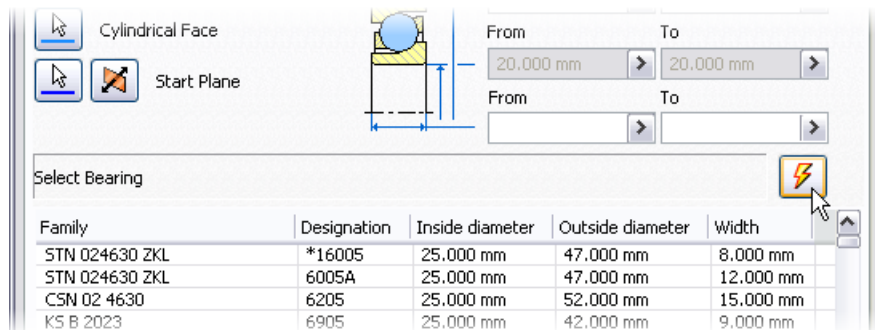 Cylindrical Face From To
20.000 mm 20.000 mm
Start Plane
From To
Select Bearing
Family Designation Inside diameter Outside diameter Width
STN 024630 ZKL *16005 25.000 mm 47.000 mm 8.000 mm
STN 024630 ZKL 6005A 25.000 mm 47.000 mm 12.000 mm
CSN 02 4630 6205 25.000 mm 52.000 mm 15.000 mm
KS B 2023 6905 25.000 mm 42.000 mm 9.000 mm